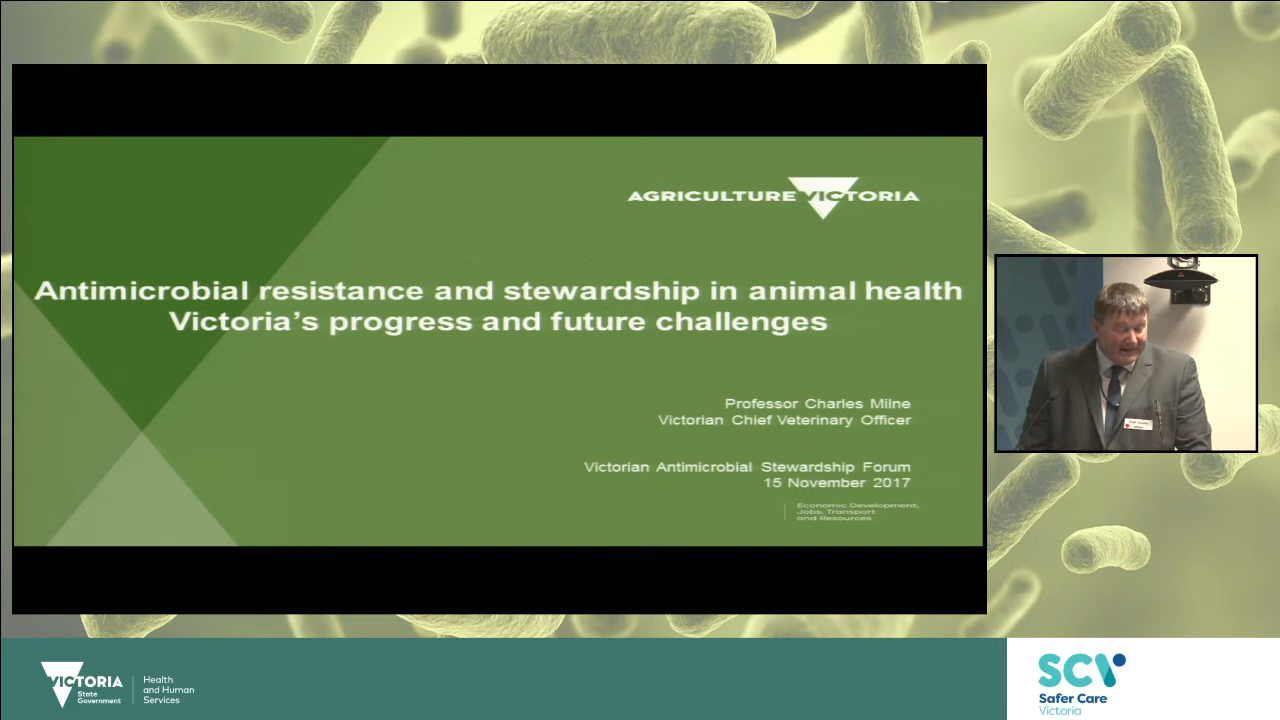 AGRICULTURE VICTORIA
Antimicrobial resistance and stewardship in animal health
Victoria's progress and future challenges
Professor Charles Milne
Victorian Chief Veterinary Officer
Victorian Antimicrobial Stewardship Forum
15 November 2017
Economic Development,
Jobs, Transport
and Resources
VICTORIA
State
Government
Health
and Human
Services
SCV
Safer Care
Victoria